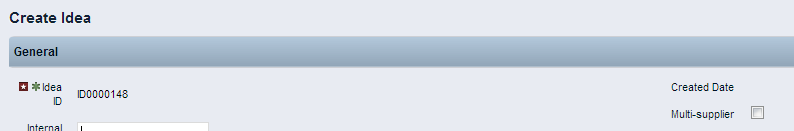 Create Idea
General
Idea ID0000148 Created Date
ID
Multi-supplier
Internal